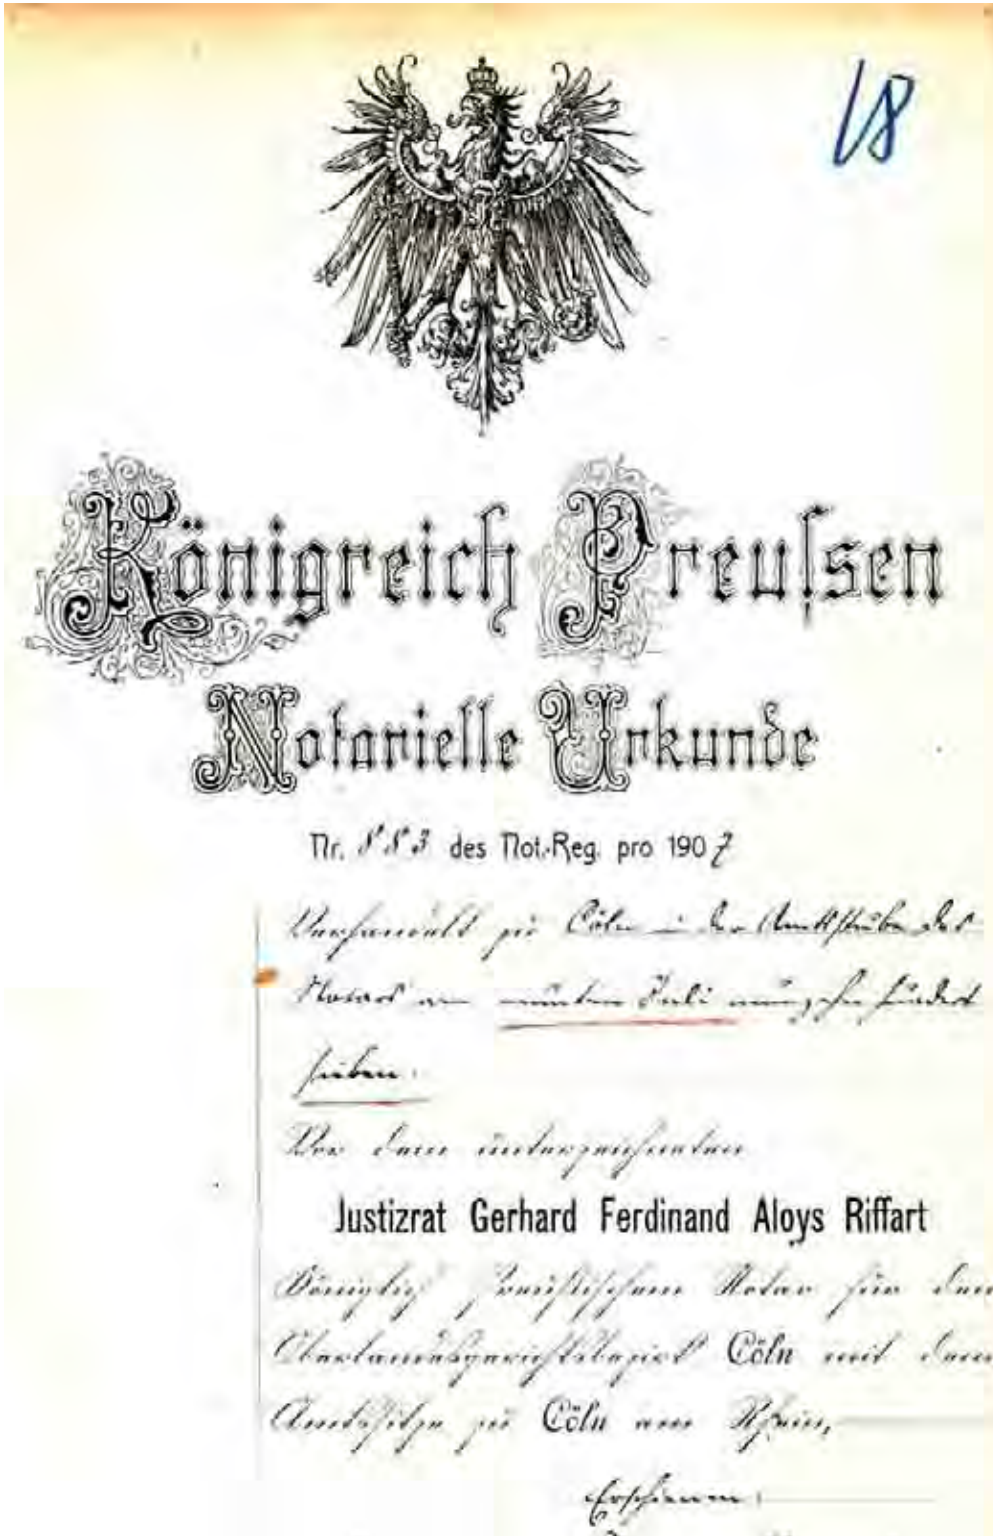 18
Königreich Preuſsen
Notarielle Urkunde
Nr. 883 des Not.-Reg. pro 1907
Verhandelt zu Cöln in der Amtsstube des
Notars am neunten Juli neunzehnhundert
sieben.
Vor dem unterzeichneten
Justizrat Gerhard Ferdinand Aloys Riffart
Königlich Preußischem Notar für den
Oberlandesgerichtsbezirk Cöln mit dem
Amtssitze zu Cöln am Rhein,
Erschienen: